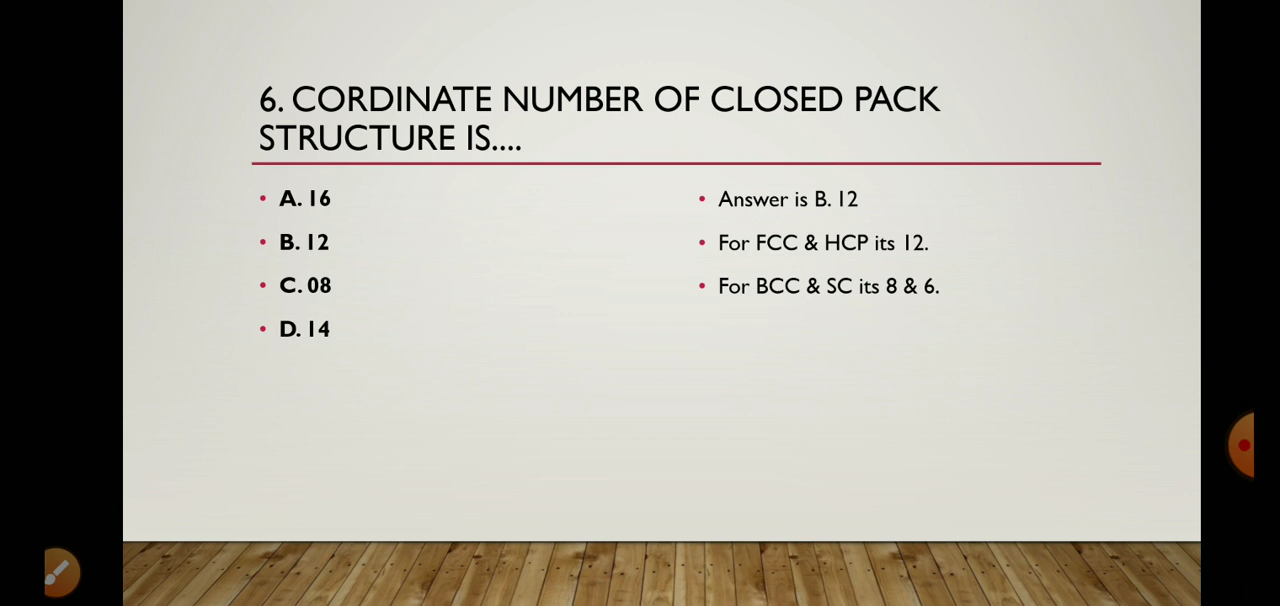 6. CORDINATE NUMBER OF CLOSED PACK
STRUCTURE IS....
• A. 16
• B. 12
• C. 08
• D. 14
• Answer is B. 12
• For FCC & HCP its 12.
• For BCC & SC its 8 & 6.